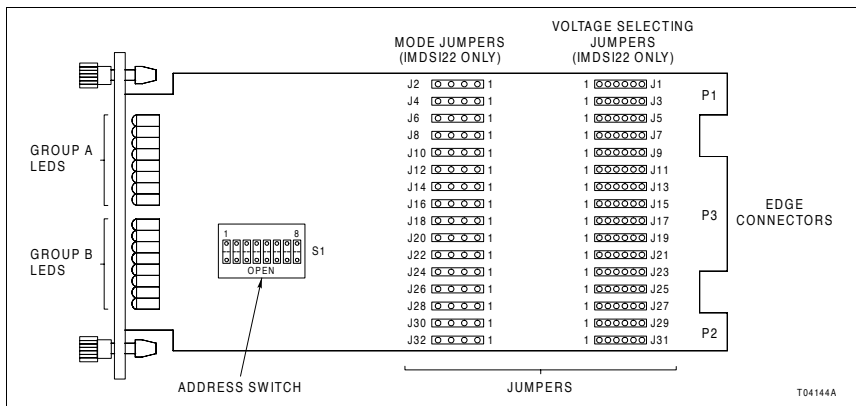 VOLTAGE SELECTING
JUMPERS
(IMDSI22 ONLY)
MODE JUMPERS
(IMDSI22 ONLY)
J2 1 1 J1
J4 1 1 J3
J6 1 1 J5
J8 1 1 J7
J10 1 1 J9
J12 1 1 J11
J14 1 1 J13
J16 1 1 J15
J18 1 1 J17
J20 1 1 J19
J22 1 1 J21
J24 1 1 J23
J26 1 1 J25
J28 1 1 J27
J30 1 1 J29
J32 1 1 J31
P1
P3
P2
EDGE
CONNECTORS
GROUP A
LEDS
GROUP B
LEDS
1 8
OPEN
S1
ADDRESS SWITCH
JUMPERS
T04144A